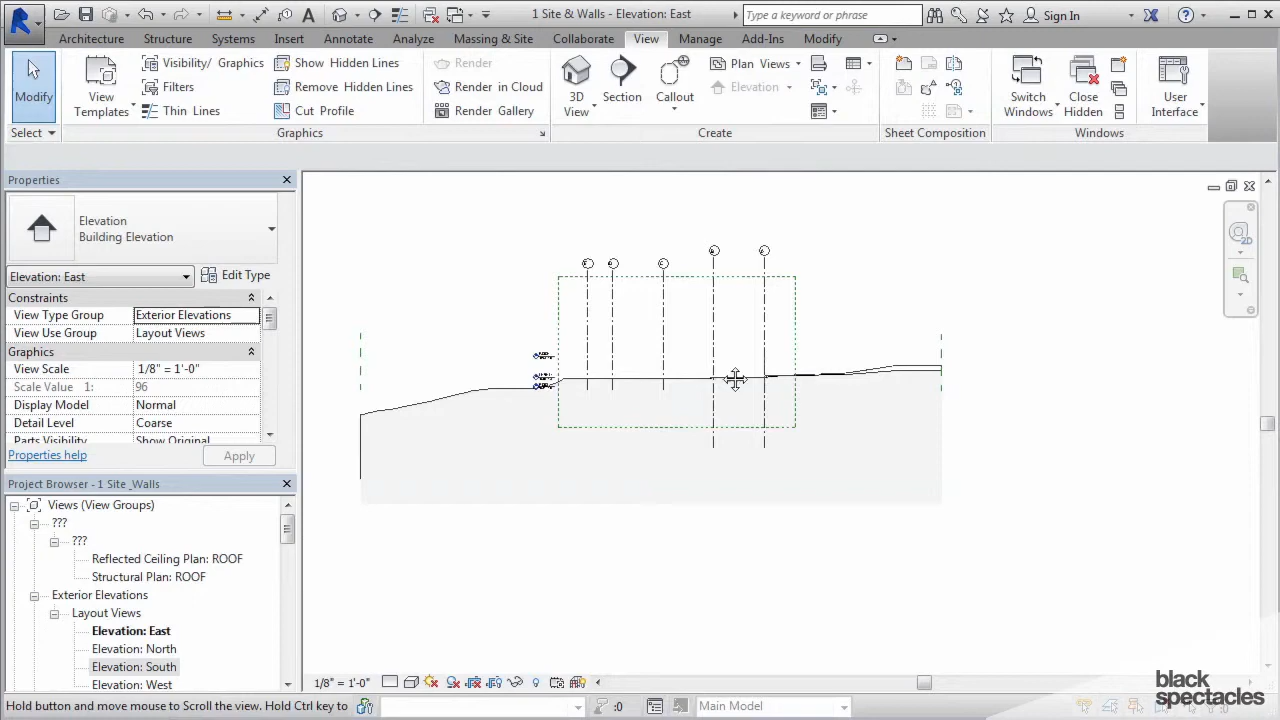 1 Site & Walls - Elevation: East
Type a keyword or phrase
Sign In
Architecture Structure Systems Insert Annotate Analyze Massing & Site Collaborate View Manage Add-Ins Modify
Modify
View Templates
Visibility/ Graphics
Filters
Thin Lines
Show Hidden Lines
Remove Hidden Lines
Cut Profile
Render
Render in Cloud
Render Gallery
3D View
Section
Callout
Plan Views
Elevation
Switch Windows
Close Hidden
User Interface
Select
Graphics
Create
Sheet Composition
Windows
Properties
Elevation
Building Elevation
Elevation: East
Edit Type
Constraints
View Type Group Exterior Elevations
View Use Group Layout Views
Graphics
View Scale 1/8" = 1'-0"
Scale Value 1: 96
Display Model Normal
Detail Level Coarse
Parts Visibility Show Original
Properties help
Apply
2D
Project Browser - 1 Site _Walls
Views (View Groups)
???
???
Reflected Ceiling Plan: ROOF
Structural Plan: ROOF
Exterior Elevations
Layout Views
Elevation: East
Elevation: North
Elevation: South
Elevation: West
1/8" = 1'-0"
Hold button and move mouse to Scroll the view. Hold Ctrl key to
:0
Main Model
black
spectacles